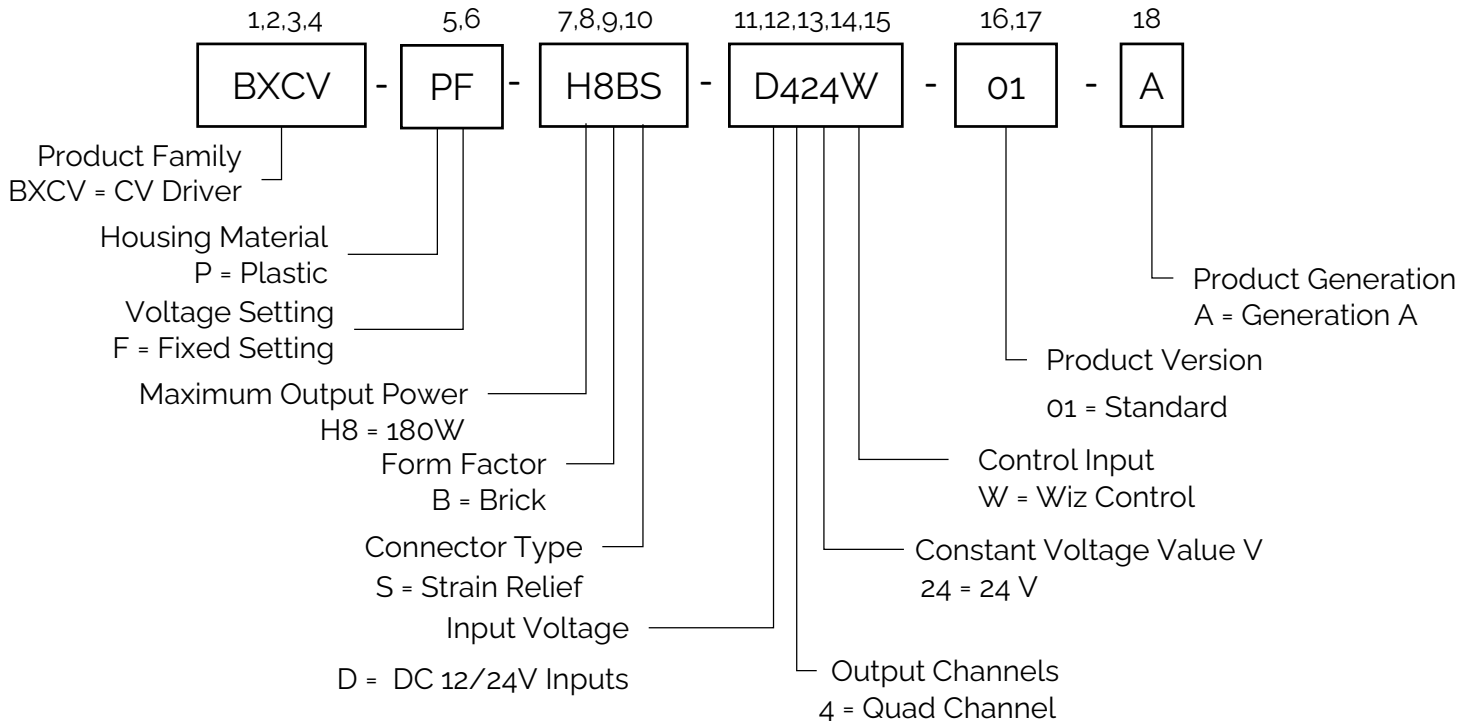 1,2,3,4 5,6 7,8,9,10 11,12,13,14,15 16,17 18
BXCV - PF - H8BS - D424W - 01 - A
Product Family
BXCV = CV Driver
Housing Material
P = Plastic
Voltage Setting
F = Fixed Setting
Maximum Output Power
H8 = 180W
Form Factor
B = Brick
Connector Type
S = Strain Relief
Input Voltage
D = DC 12/24V Inputs
Output Channels
4 = Quad Channel
Constant Voltage Value V
24 = 24 V
Control Input
W = Wiz Control
Product Version
01 = Standard
Product Generation
A = Generation A